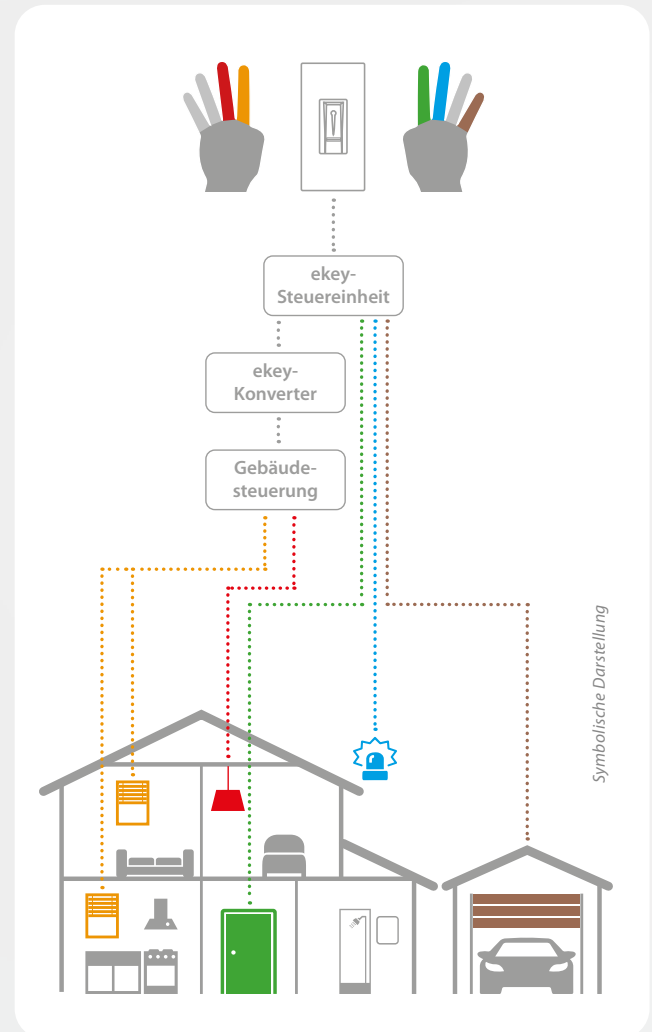 ekey-
Steuereinheit
ekey-
Konverter
Gebäude-
steuerung
Symbolische Darstellung